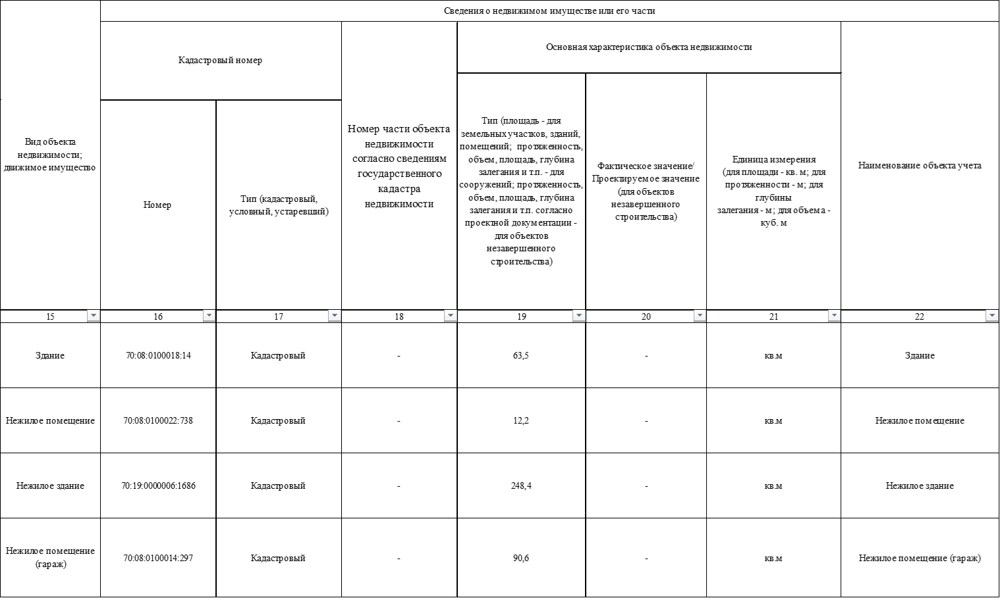 Сведения о недвижимом имуществе или его части
Вид объекта
недвижимости;
движимое имущество
Кадастровый номер
Номер
Тип (кадастровый,
условный, устаревший)
Номер части объекта
недвижимости
согласно сведениям
государственного
кадастра
недвижимости
Основная характеристика объекта недвижимости
Тип (площадь - для
земельных участков, зданий,
помещений; протяженность,
объем, площадь, глубина
залегания и т.п. - для
сооружений; протяженность,
объем, площадь, глубина
залегания и т.п. согласно
проектной документации -
для объектов
незавершенного
строительства)
Фактическое значение/
Проектируемое значение
(для объектов
незавершенного
строительства)
Единица измерения
(для площади - кв. м; для
протяженности - м; для
глубины
залегания - м; для объема -
куб. м
Наименование объекта учета
15 16 17 18 19 20 21 22
Здание 70:08:0100018:14 Кадастровый - 63,5 - кв.м Здание
Нежилое помещение 70:08:0100022:738 Кадастровый - 12,2 - кв.м Нежилое помещение
Нежилое здание 70:19:0000006:1686 Кадастровый - 248,4 - кв.м Нежилое здание
Нежилое помещение
(гараж) 70:08:0100014:297 Кадастровый - 90,6 - кв.м Нежилое помещение (гараж)